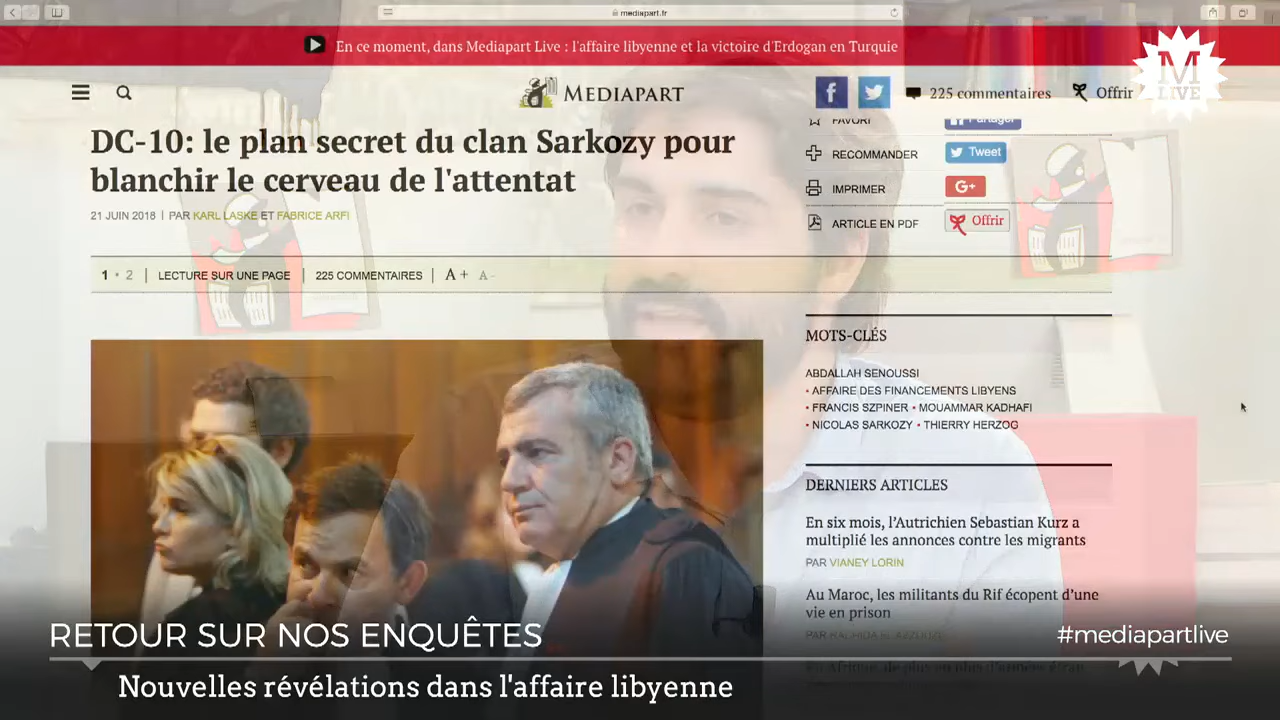 mediapart.fr
En ce moment, dans Mediapart Live : l'affaire libyenne et la victoire d'Erdogan en Turquie
MEDIAPART
225 commentaires
Offrir
M
LIVE
DC-10: le plan secret du clan Sarkozy pour
blanchir le cerveau de l'attentat
21 JUIN 2018 | PAR KARL LASKE ET FABRICE ARFI
1 • 2 | LECTURE SUR UNE PAGE | 225 COMMENTAIRES | A + A -
FAVORI
Partager
RECOMMANDER
Tweet
IMPRIMER
G+
ARTICLE EN PDF
Offrir
MOTS-CLÉS
ABDALLAH SENOUSSI
• AFFAIRE DES FINANCEMENTS LIBYENS
• FRANCIS SZPINER • MOUAMMAR KADHAFI
• NICOLAS SARKOZY • THIERRY HERZOG
DERNIERS ARTICLES
En six mois, l'Autrichien Sebastian Kurz a
multiplié les annonces contre les migrants
PAR VIANEY LORIN
Au Maroc, les militants du Rif écopent d'une
vie en prison
RETOUR SUR NOS ENQUÊTES
#mediapartlive
Nouvelles révélations dans l'affaire libyenne